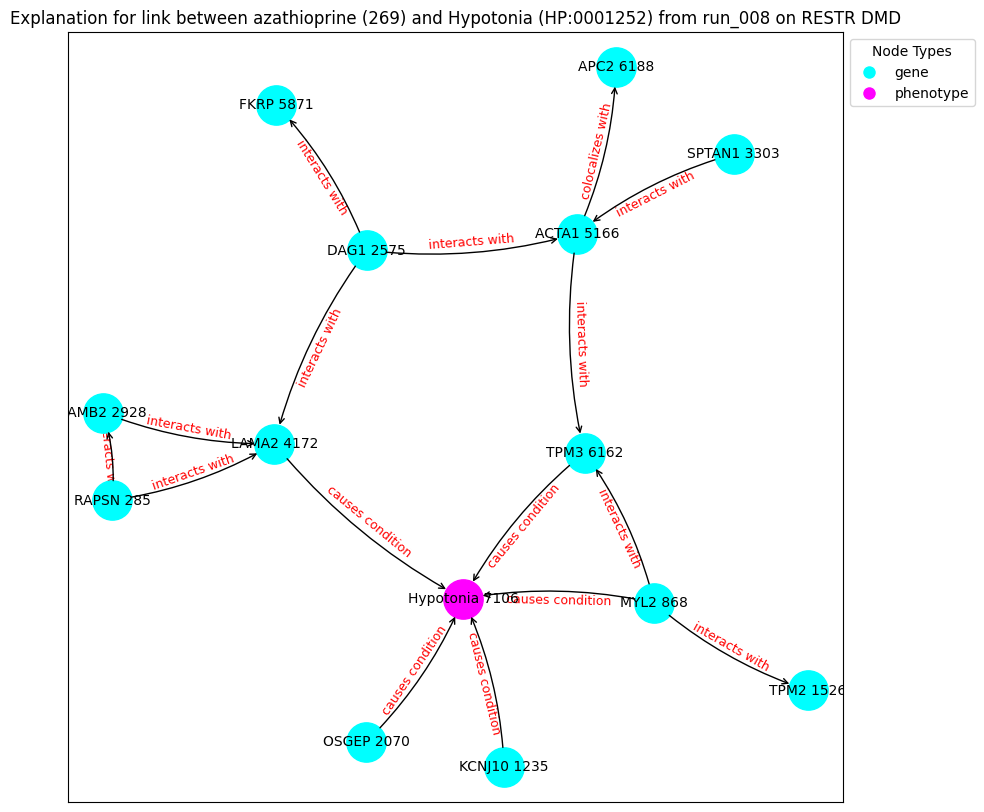 Explanation for link between azathioprine (269) and Hypotonia (HP:0001252) from run_008 on RESTR DMD
Node Types
gene
phenotype
APC2 6188
FKRP 5871
colocalizes with
SPTAN1 3303
interacts with
interacts with
ACTA1 5166
interacts with
DAG1 2575
interacts with
interacts with
AMB2 2928
interacts with
LAMA2 4172
TPM3 6162
interacts with
RAPSN 285
causes condition
causes condition
interacts with
Hypotonia 7106
causes condition
MYL2 868
interacts with
causes condition
causes condition
TPM2 1526
OSGEP 2070
KCNJ10 1235